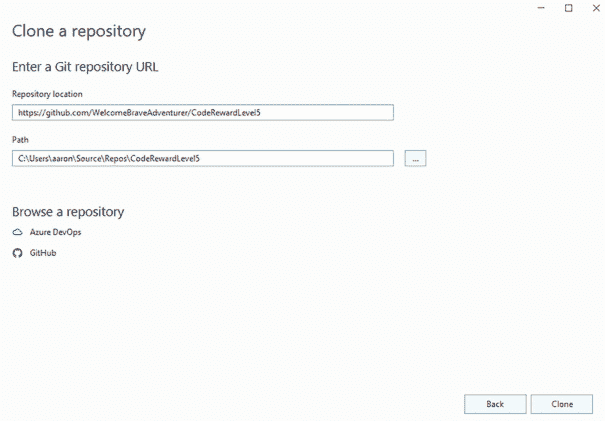 Clone a repository
Enter a Git repository URL
Repository location
https://github.com/WelcomeBraveAdventurer/CodeRewardLevel5
Path
C:\Users\aaron\Source\Repos\CodeRewardLevel5
...
Browse a repository
Azure DevOps
GitHub
Back Clone